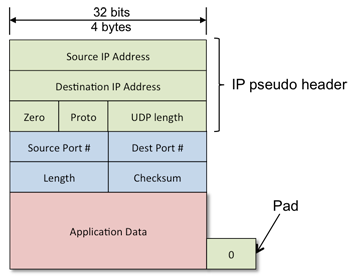 32 bits
4 bytes
Source IP Address
Destination IP Address
IP pseudo header
Zero Proto UDP length
Source Port # Dest Port #
Length Checksum
Pad
Application Data
0